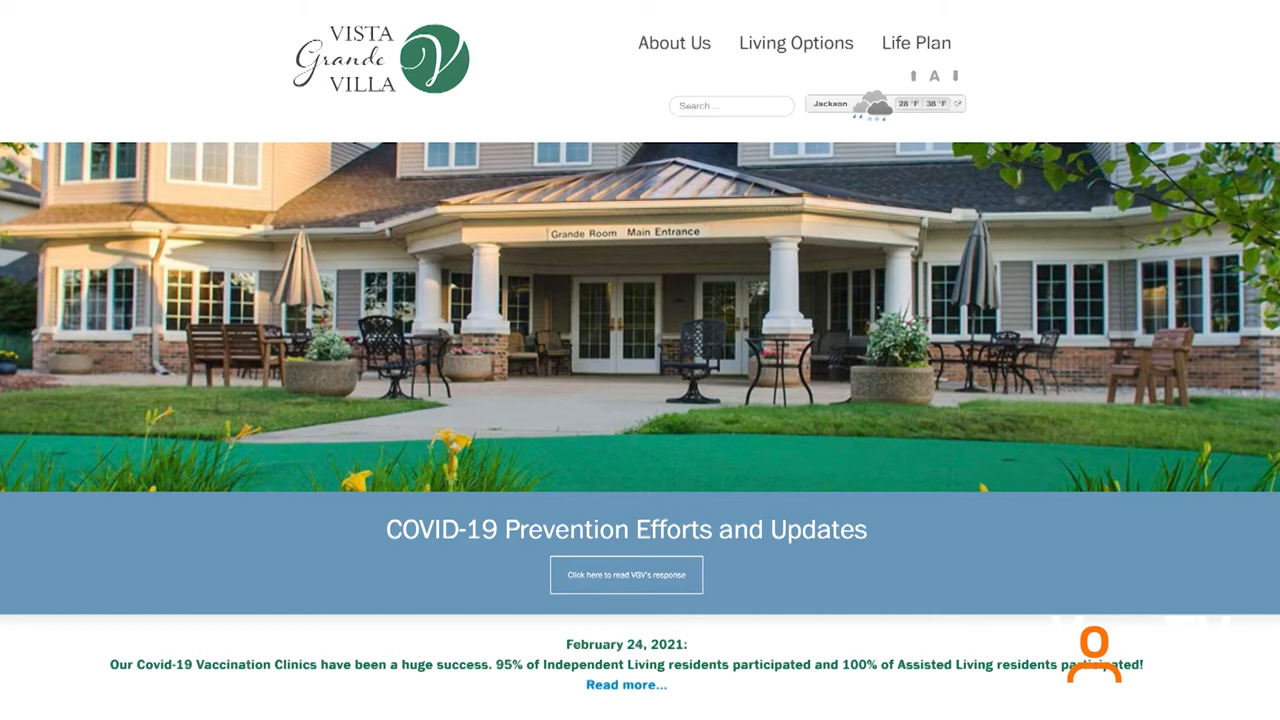 VISTA
Grande
VILLA
V
About Us Living Options Life Plan
A
Search ...
Jackson 28 °F 38 °F
Grande Room Main Entrance
COVID-19 Prevention Efforts and Updates
Click here to read VGV's response
February 24, 2021:
Our Covid-19 Vaccination Clinics have been a huge success. 95% of Independent Living residents participated and 100% of Assisted Living residents participated!
Read more...